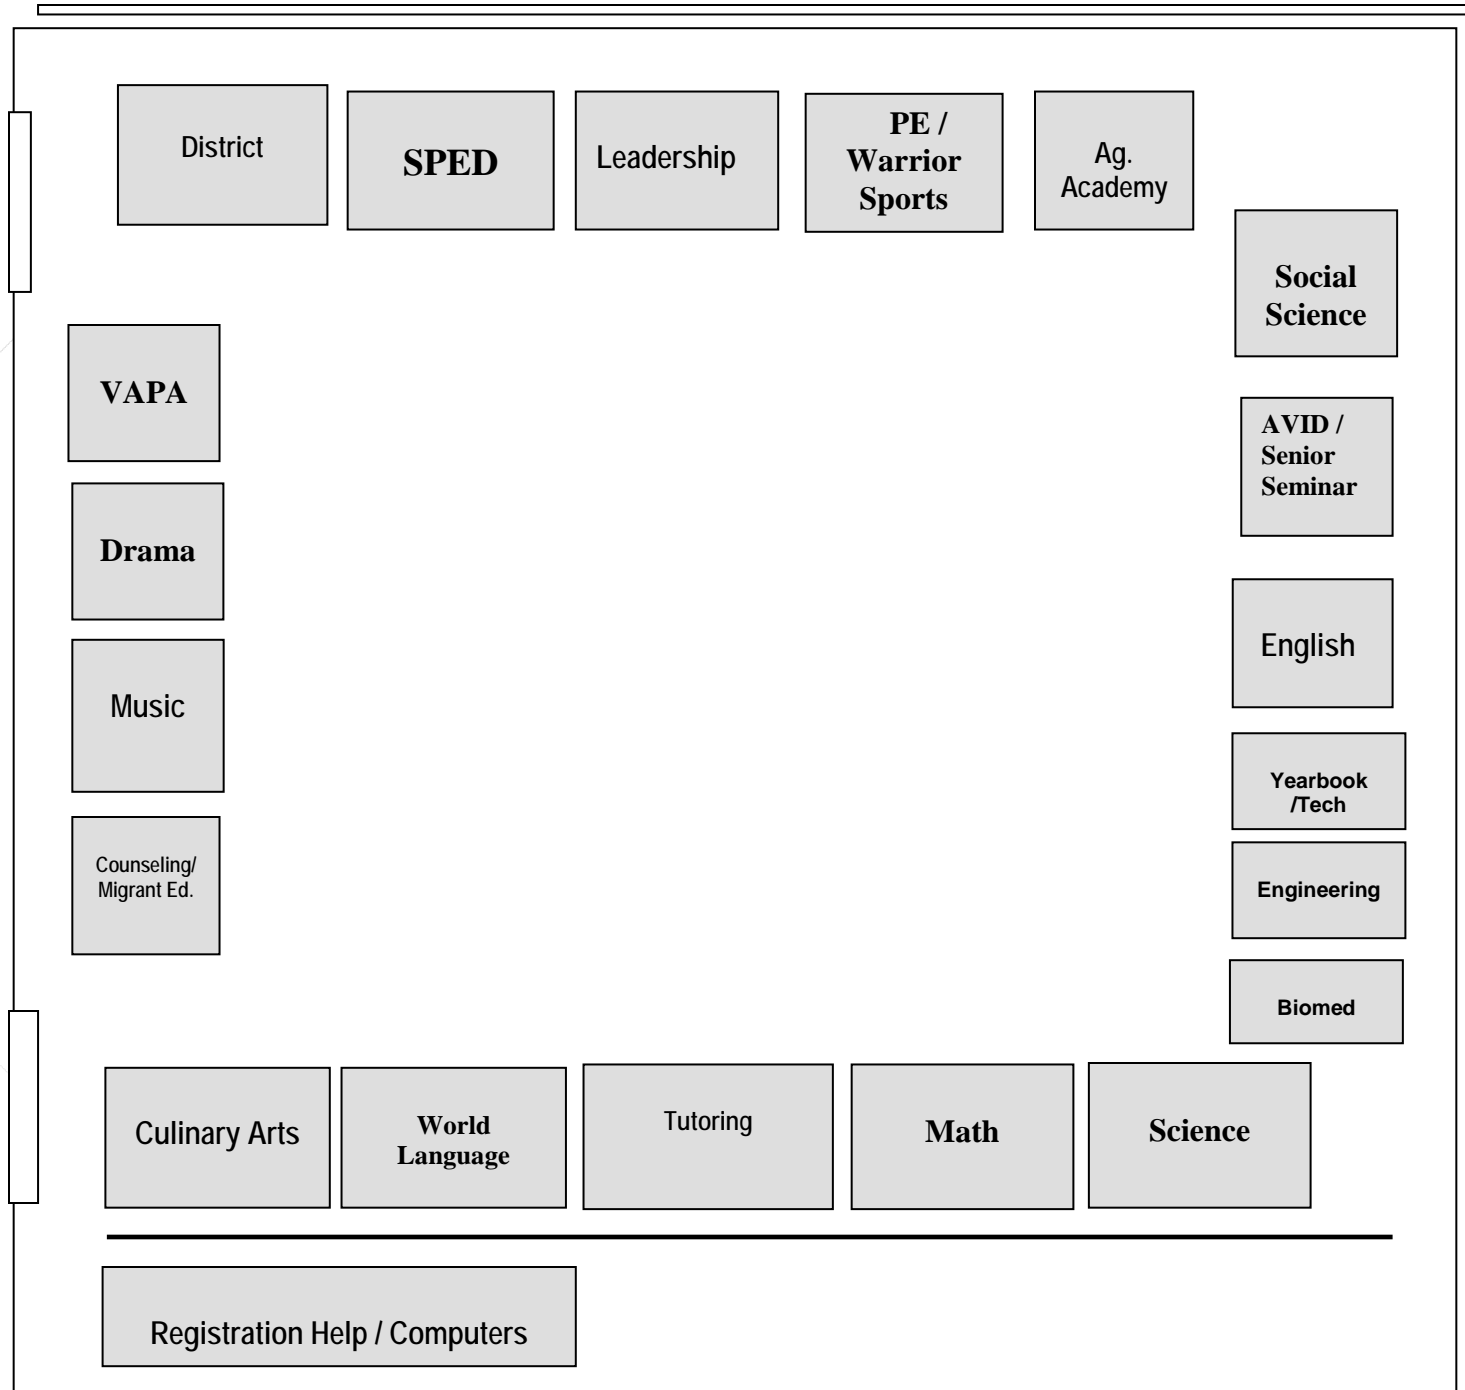 District
SPED
Leadership
PE /
Warrior
Sports
Ag.
Academy
Social
Science
VAPA
AVID /
Senior
Seminar
Drama
English
Music
Yearbook
/Tech
Counseling/
Migrant Ed.
Engineering
Biomed
Culinary Arts
World
Language
Tutoring
Math
Science
Registration Help / Computers